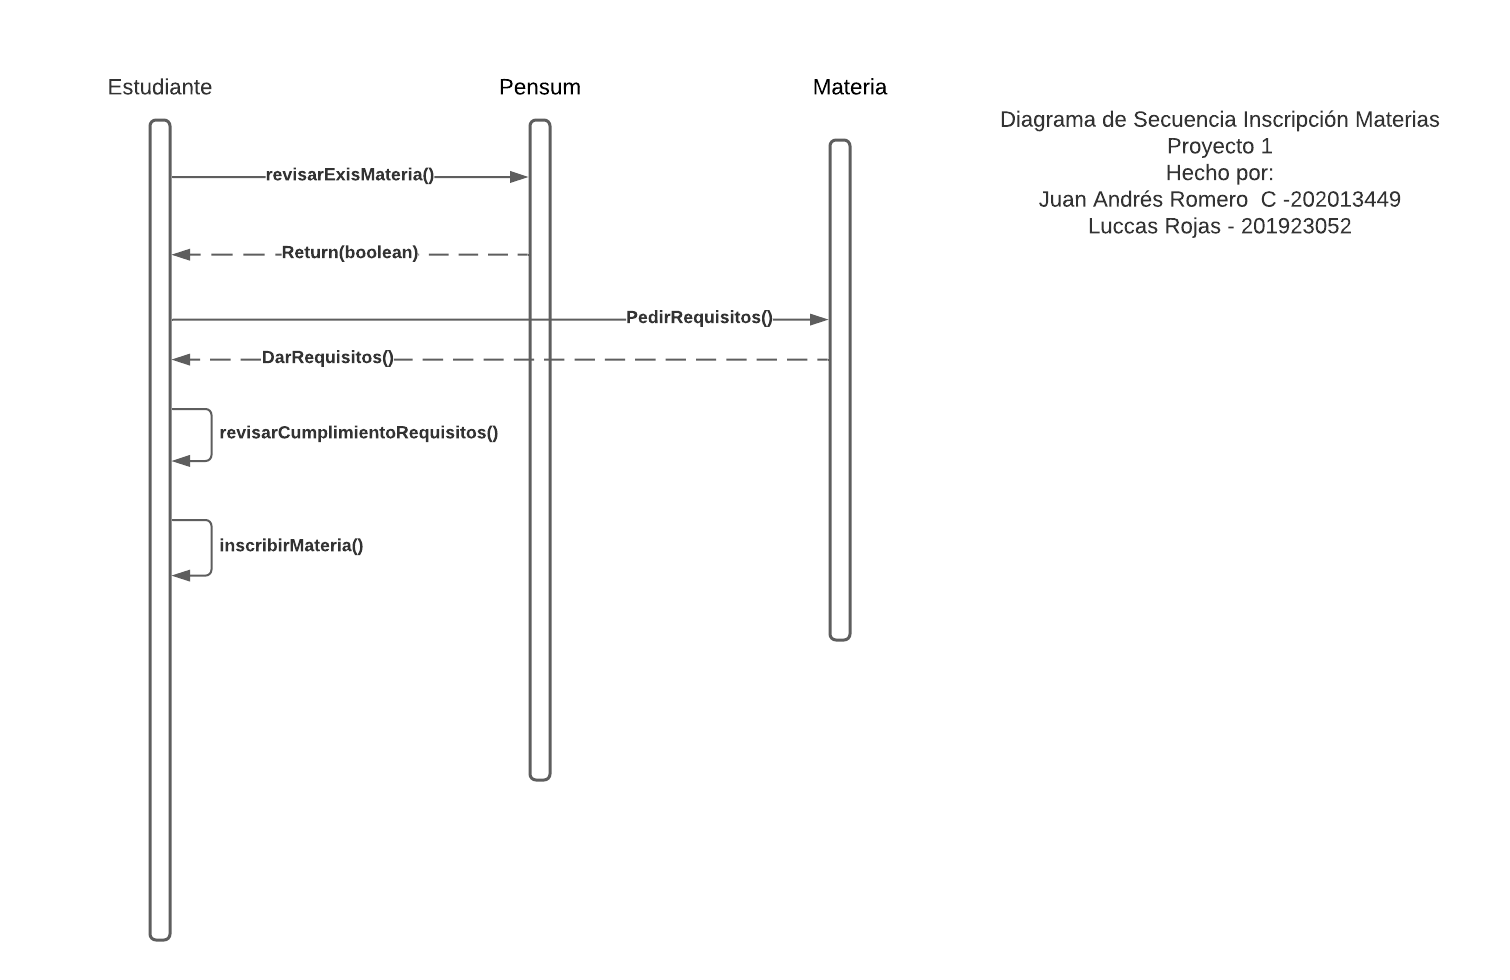 Estudiante
Pensum
Materia
Diagrama de Secuencia Inscripción Materias
Proyecto 1
Hecho por:
Juan Andrés Romero  C -202013449
Luccas Rojas - 201923052
revisarExisMateria()
Return(boolean)
PedirRequisitos()
DarRequisitos()
revisarCumplimientoRequisitos()
inscribirMateria()